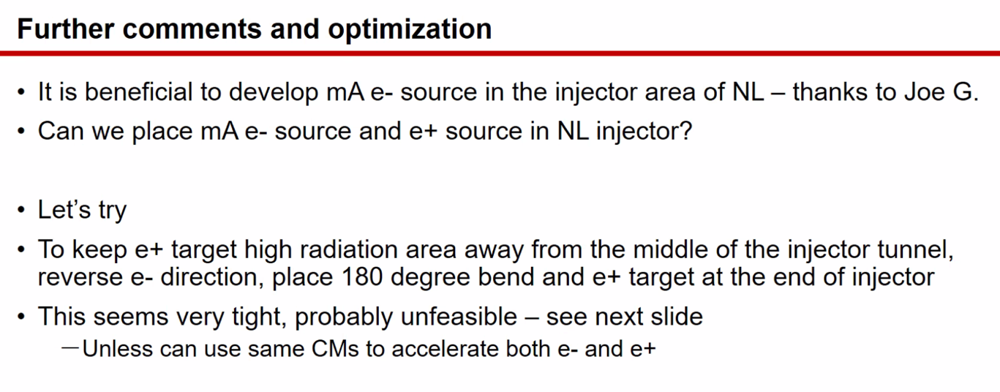 Further comments and optimization
• It is beneficial to develop mA e- source in the injector area of NL – thanks to Joe G.
• Can we place mA e- source and e+ source in NL injector?
• Let’s try
• To keep e+ target high radiation area away from the middle of the injector tunnel,
reverse e- direction, place 180 degree bend and e+ target at the end of injector
• This seems very tight, probably unfeasible – see next slide
—Unless can use same CMs to accelerate both e- and e+